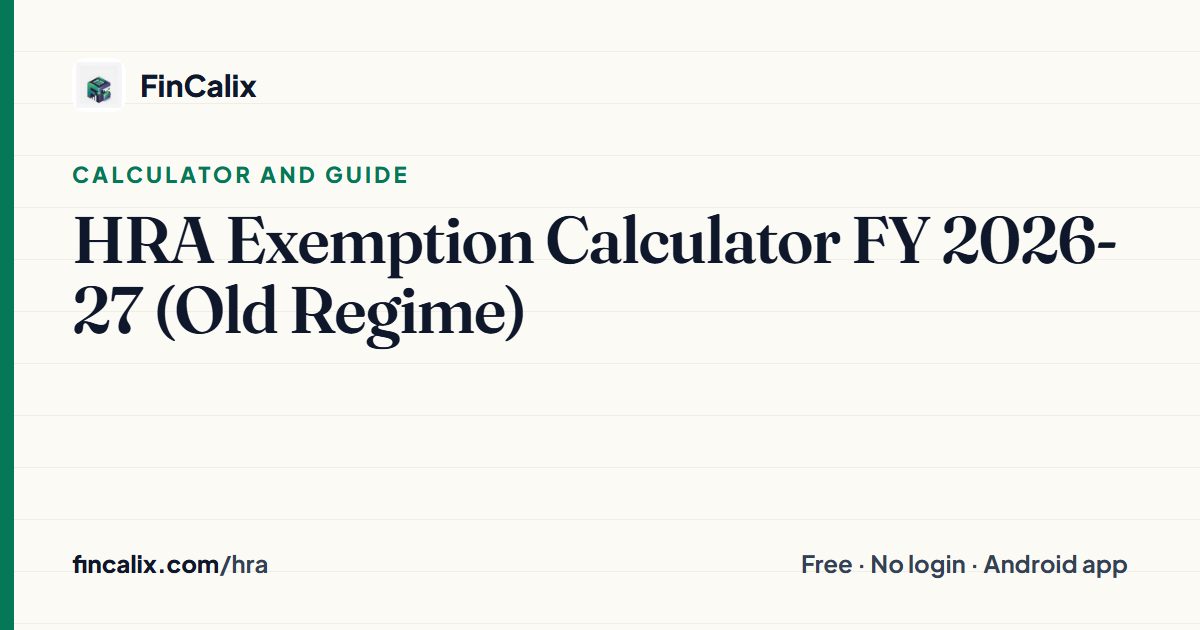 FinCalix
CALCULATOR AND GUIDE
HRA Exemption Calculator FY 2026-
27 (Old Regime)
fincalix.com/hra
Free · No login · Android app